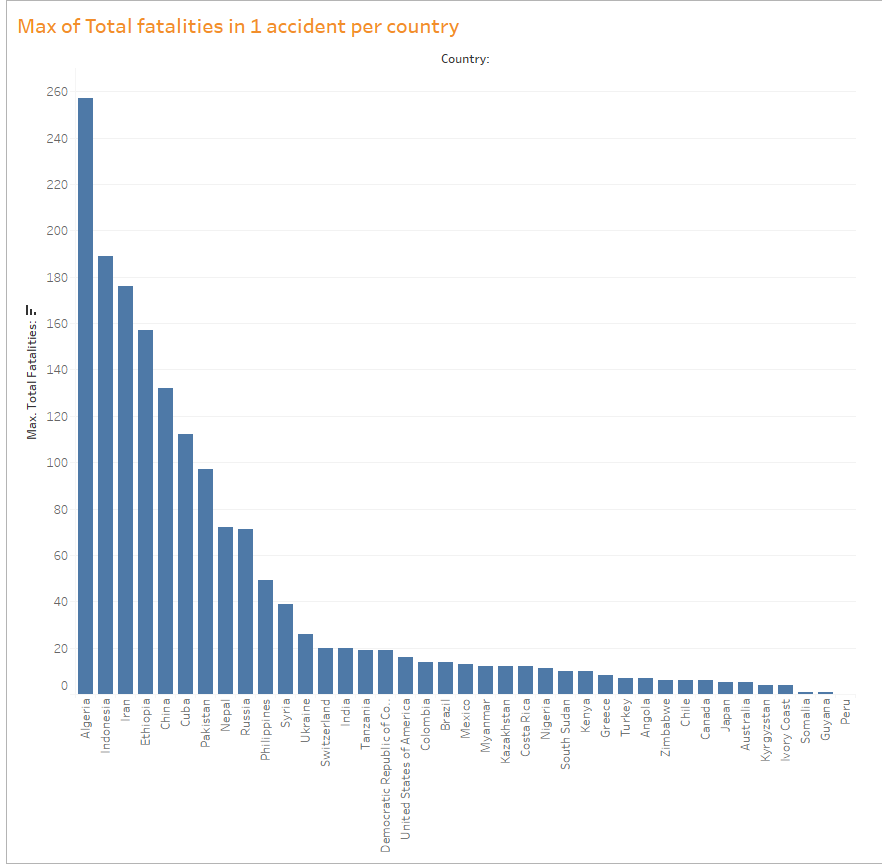 Max of Total fatalities in 1 accident per country
Country:
Max. Total Fatalities:
260
240
220
200
180
160
140
120
100
80
60
40
20
0
Algeria
Indonesia
Iran
Ethiopia
China
Cuba
Pakistan
Nepal
Russia
Philippines
Syria
Ukraine
Switzerland
India
Tanzania
Democratic Republic of Co..
United States of America
Colombia
Brazil
Mexico
Myanmar
Kazakhstan
Costa Rica
Nigeria
South Sudan
Kenya
Greece
Turkey
Angola
Zimbabwe
Chile
Canada
Japan
Australia
Kyrgyzstan
Ivory Coast
Somalia
Guyana
Peru